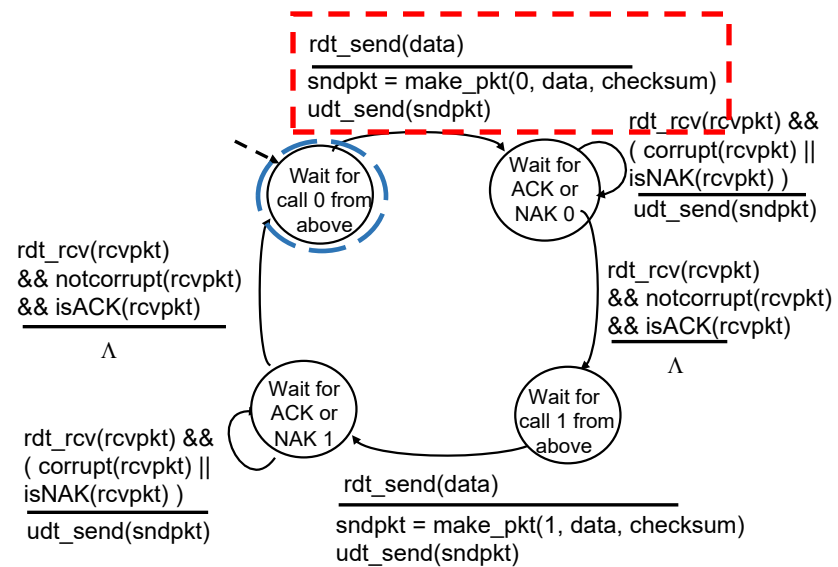 rdt_send(data)
sndpkt = make_pkt(0, data, checksum)
udt_send(sndpkt)
rdt_rcv(rcvpkt) &&
( corrupt(rcvpkt) ||
isNAK(rcvpkt) )
udt_send(sndpkt)
Wait for
call 0 from
above
Wait for
ACK or
NAK 0
rdt_rcv(rcvpkt)
&& notcorrupt(rcvpkt)
&& isACK(rcvpkt)
Λ
rdt_rcv(rcvpkt)
&& notcorrupt(rcvpkt)
&& isACK(rcvpkt)
Λ
Wait for
ACK or
NAK 1
Wait for
call 1 from
above
rdt_rcv(rcvpkt) &&
( corrupt(rcvpkt) ||
isNAK(rcvpkt) )
udt_send(sndpkt)
rdt_send(data)
sndpkt = make_pkt(1, data, checksum)
udt_send(sndpkt)